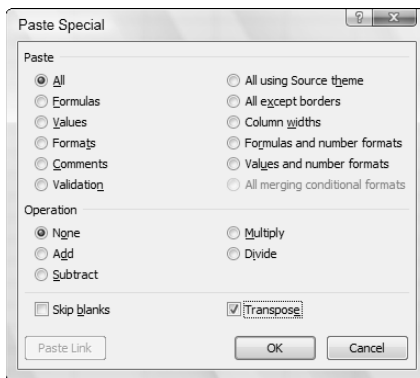 Paste Special
Paste
All
All using Source theme
Formulas
All except borders
Values
Column widths
Formats
Formulas and number formats
Comments
Values and number formats
Validation
All merging conditional formats
Operation
None
Multiply
Add
Divide
Subtract
Skip blanks
Transpose
Paste Link
OK
Cancel